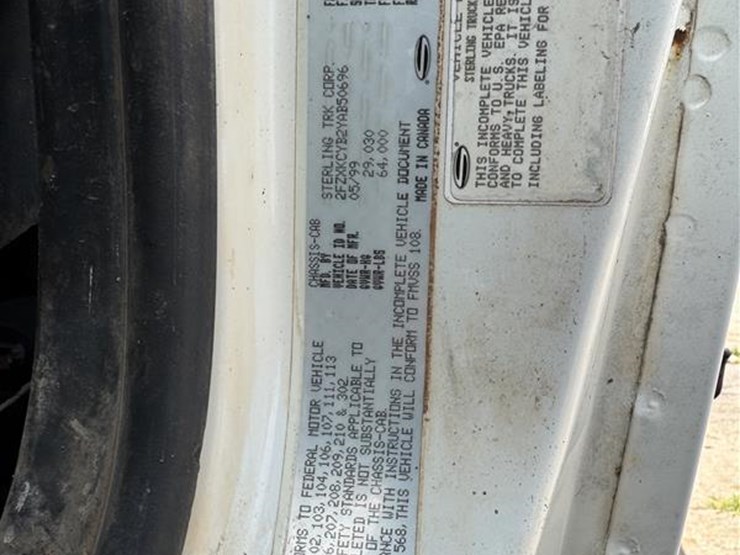 RMS TO FEDERAL MOTOR VEHICLE
02, 103, 104, 106, 107, 111, 113
6, 207, 208, 209, 210 & 302.
FETY STANDARDS APPLICABLE TO
LETED IS NOT SUBSTANTIALLY
OF THE CHASSIS-CAB.
NCE WITH INSTRUCTIONS IN THE INCOMPLETE VEHICLE DOCUMENT
568, THIS VEHICLE WILL CONFORM TO FMVSS 108.
CHASSIS-CAB
MFD. BY STERLING TRK CORP.
VEHICLE ID NO. 2FZXKCYB2YAB50696
DATE OF MFR. 05/99
GVWR-KG 29,030
GVWR-LBS 64,000
MADE IN CANADA
STERLING TRUCK
THIS INCOMPLETE VEHICLE
CONFORMS TO U.S. EPA RE
AND HEAVY, TRUCKS. IT IS
TO COMPLETE THIS VEHICL
INCLUDING LABELING FOR